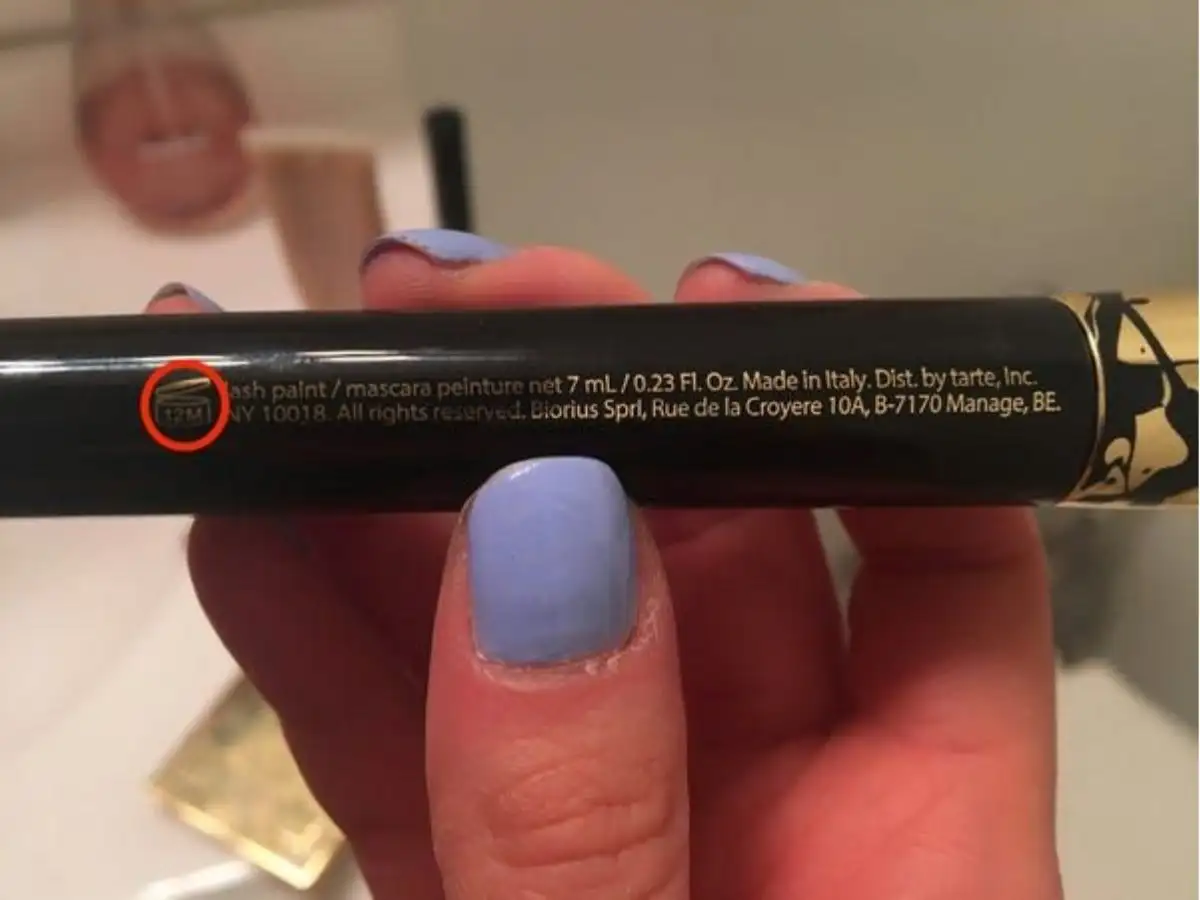 lash paint / mascara peinture net 7 mL / 0.23 Fl. Oz. Made in Italy. Dist. by tarte, Inc.
12M NY 10018. All rights reserved. Biorius Sprl, Rue de la Croyere 10A, B-7170 Manage, BE.